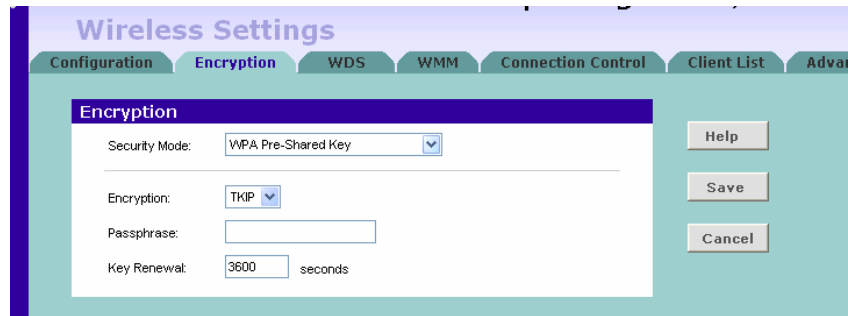 Wireless Settings
Configuration Encryption WDS WMM Connection Control Client List Advan
Encryption
Security Mode: WPA Pre-Shared Key
Encryption: TKIP
Passphrase:
Key Renewal: 3600 seconds
Help
Save
Cancel